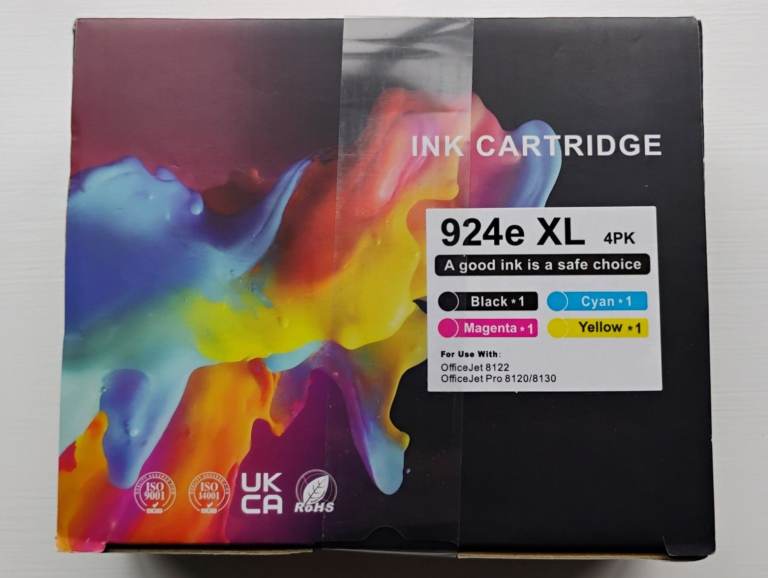 INK CARTRIDGE
924e XL 4PK
A good ink is a safe choice
Black*1 Cyan*1
Magenta*1 Yellow*1
For Use With:
OfficeJet 8122
OfficeJet Pro 8120/8130
ISO 9001
ISO 14001
UK
CA
RoHS